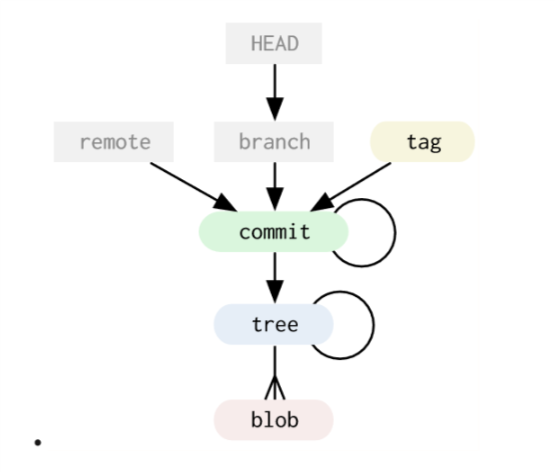 HEAD
remote branch tag
commit
tree
blob